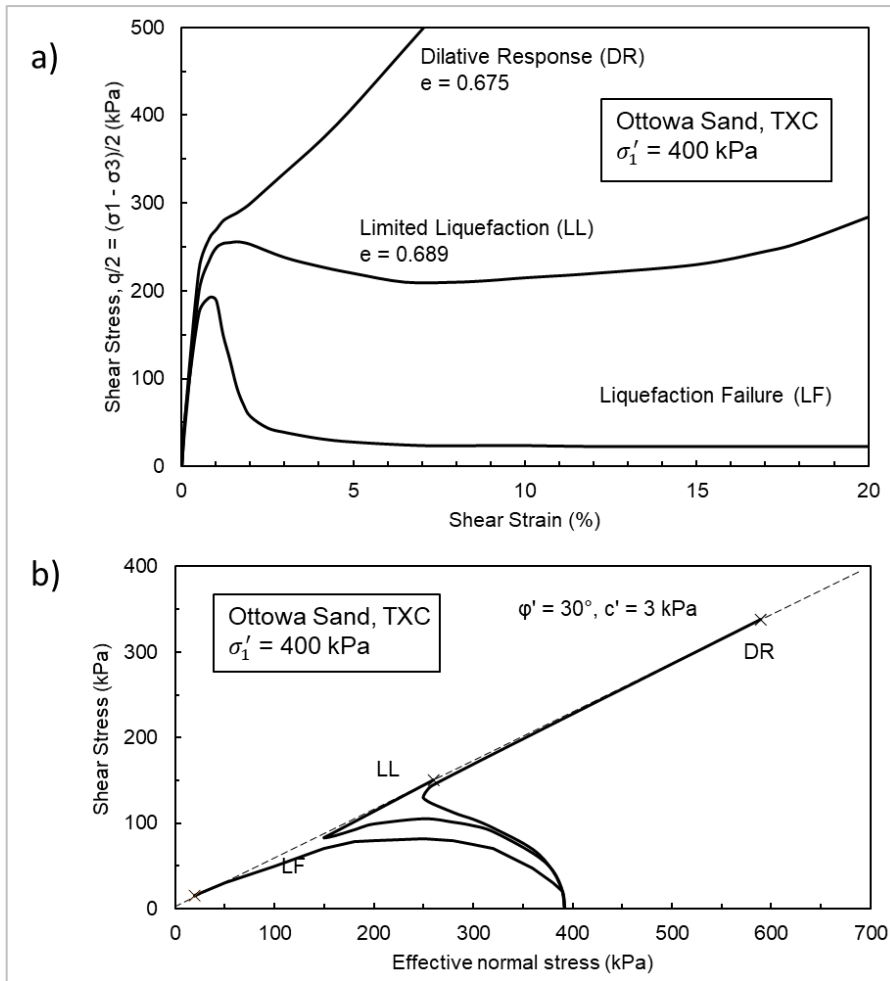 a)
Shear Stress, q/2 = (σ1 - σ3)/2 (kPa)
500
400
300
200
100
0
Dilative Response (DR)
e = 0.675
Ottowa Sand, TXC
σ₁′ = 400 kPa
Limited Liquefaction (LL)
e = 0.689
Liquefaction Failure (LF)
0
5
10
15
20
Shear Strain (%)
b)
Shear Stress (kPa)
400
300
200
100
0
Ottowa Sand, TXC
σ₁′ = 400 kPa
φ' = 30°, c' = 3 kPa
DR
LL
LF
0
100
200
300
400
500
600
700
Effective normal stress (kPa)